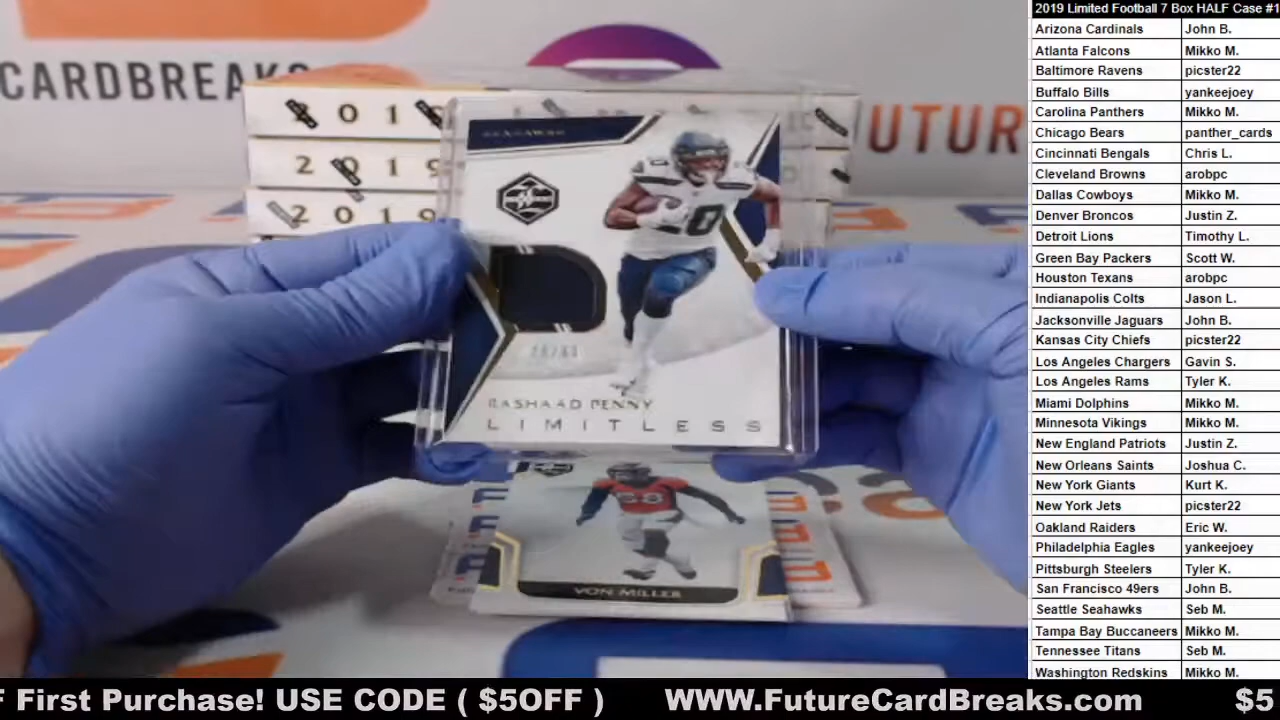 2019 Limited Football 7 Box HALF Case #1
Arizona Cardinals John B.
Atlanta Falcons Mikko M.
Baltimore Ravens picster22
Buffalo Bills yankeejoey
Carolina Panthers Mikko M.
Chicago Bears panther_cards
Cincinnati Bengals Chris L.
Cleveland Browns arobpc
Dallas Cowboys Mikko M.
Denver Broncos Justin Z.
Detroit Lions Timothy L.
Green Bay Packers Scott W.
Houston Texans arobpc
Indianapolis Colts Jason L.
Jacksonville Jaguars John B.
Kansas City Chiefs picster22
Los Angeles Chargers Gavin S.
Los Angeles Rams Tyler K.
Miami Dolphins Mikko M.
Minnesota Vikings Mikko M.
New England Patriots Justin Z.
New Orleans Saints Joshua C.
New York Giants Kurt K.
New York Jets picster22
Oakland Raiders Eric W.
Philadelphia Eagles yankeejoey
Pittsburgh Steelers Tyler K.
San Francisco 49ers John B.
Seattle Seahawks Seb M.
Tampa Bay Buccaneers Mikko M.
Tennessee Titans Seb M.
Washington Redskins Mikko M.
CARDBREAKS
FUTUR
2019
2019
2019
SEAHAWKS
RASHAAD PENNY
LIMITLESS
58
VON MILLER
F First Purchase! USE CODE ( $5OFF ) WWW.FutureCardBreaks.com $5